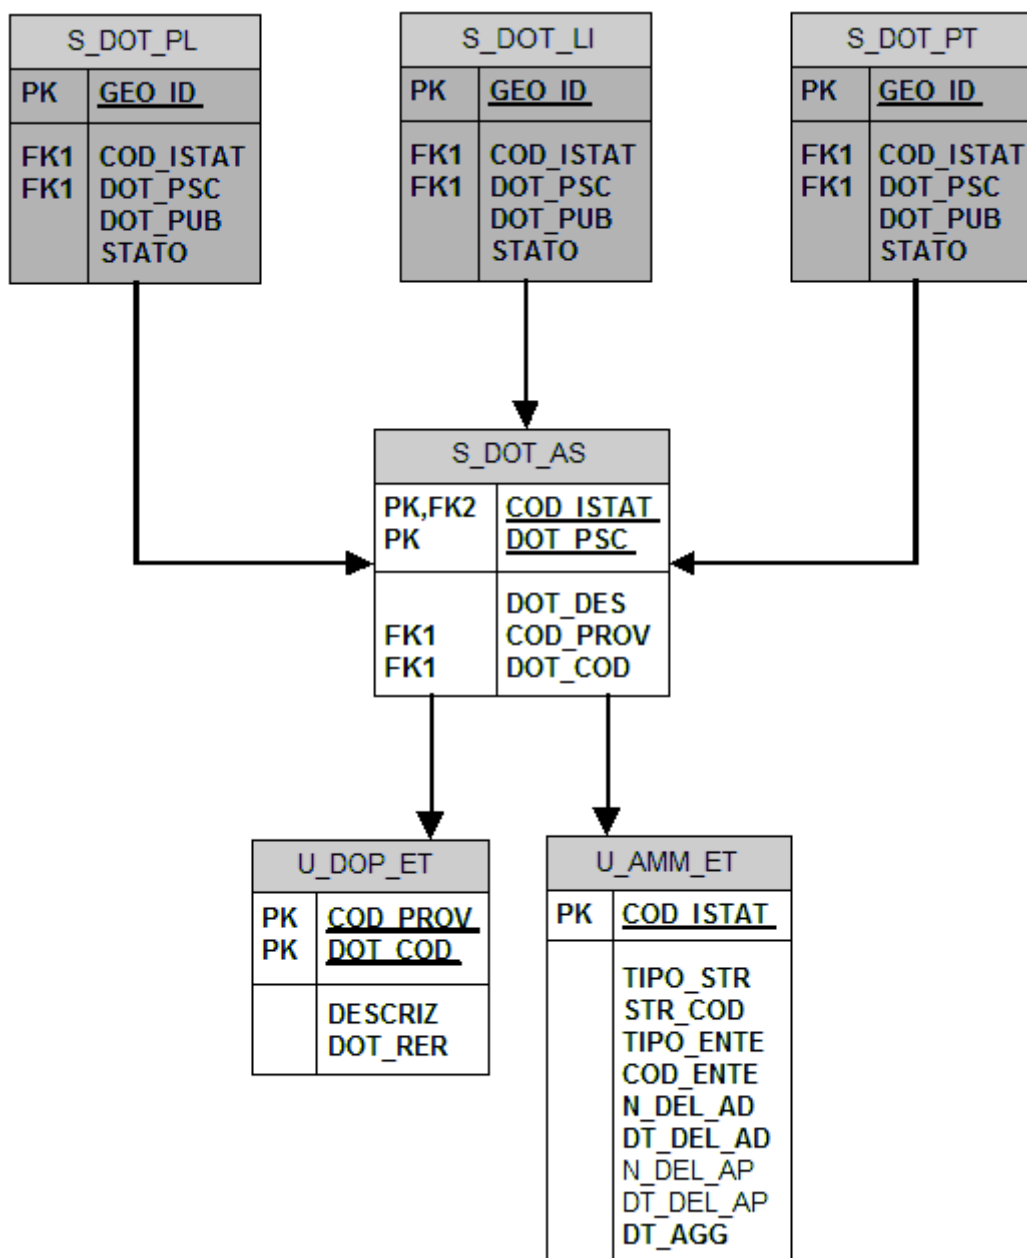 S_DOT_PL
PK GEO_ID
FK1 COD_ISTAT
FK1 DOT_PSC
DOT_PUB
STATO
S_DOT_LI
PK GEO_ID
FK1 COD_ISTAT
FK1 DOT_PSC
DOT_PUB
STATO
S_DOT_PT
PK GEO_ID
FK1 COD_ISTAT
FK1 DOT_PSC
DOT_PUB
STATO
S_DOT_AS
PK,FK2 COD_ISTAT
PK DOT_PSC
DOT_DES
FK1 COD_PROV
FK1 DOT_COD
U_DOP_ET
PK COD_PROV
PK DOT_COD
DESCRIZ
DOT_RER
U_AMM_ET
PK COD_ISTAT
TIPO_STR
STR_COD
TIPO_ENTE
COD_ENTE
N_DEL_AD
DT_DEL_AD
N_DEL_AP
DT_DEL_AP
DT_AGG